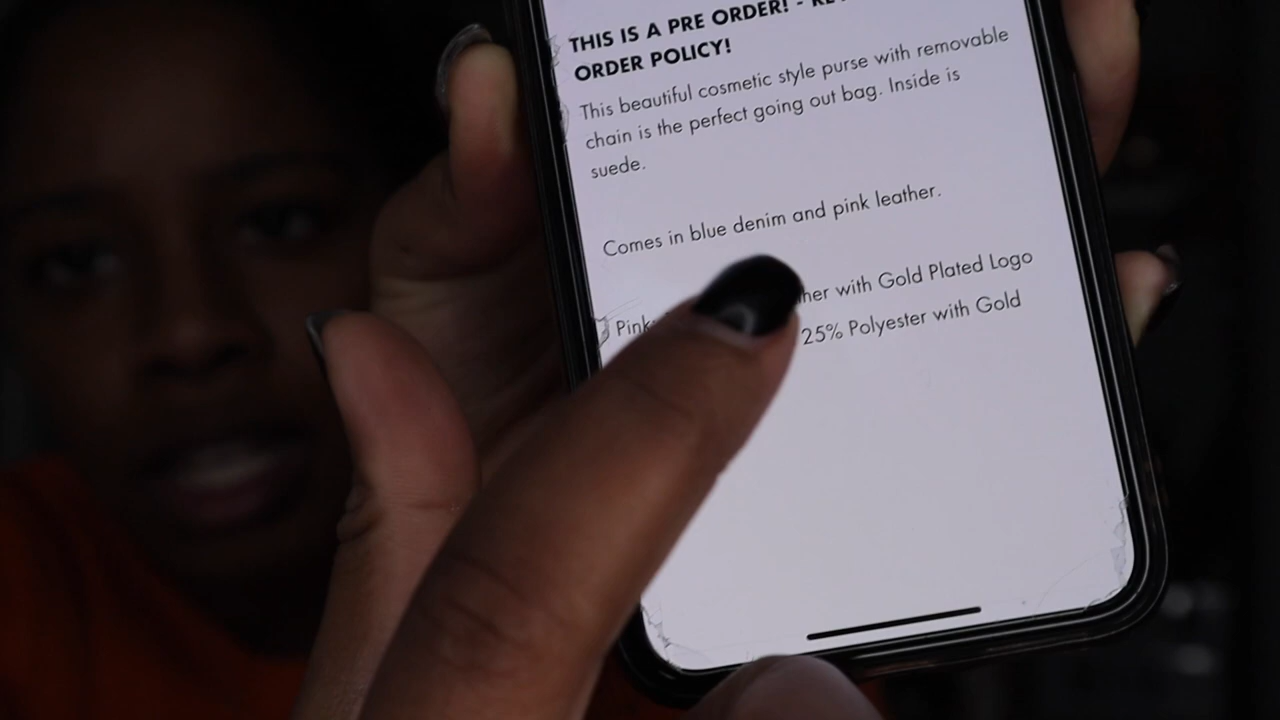 THIS IS A PRE ORDER! -
ORDER POLICY!
This beautiful cosmetic style purse with removable
chain is the perfect going out bag. Inside is
suede.
Comes in blue denim and pink leather.
Pink with Gold Plated Logo
25% Polyester with Gold